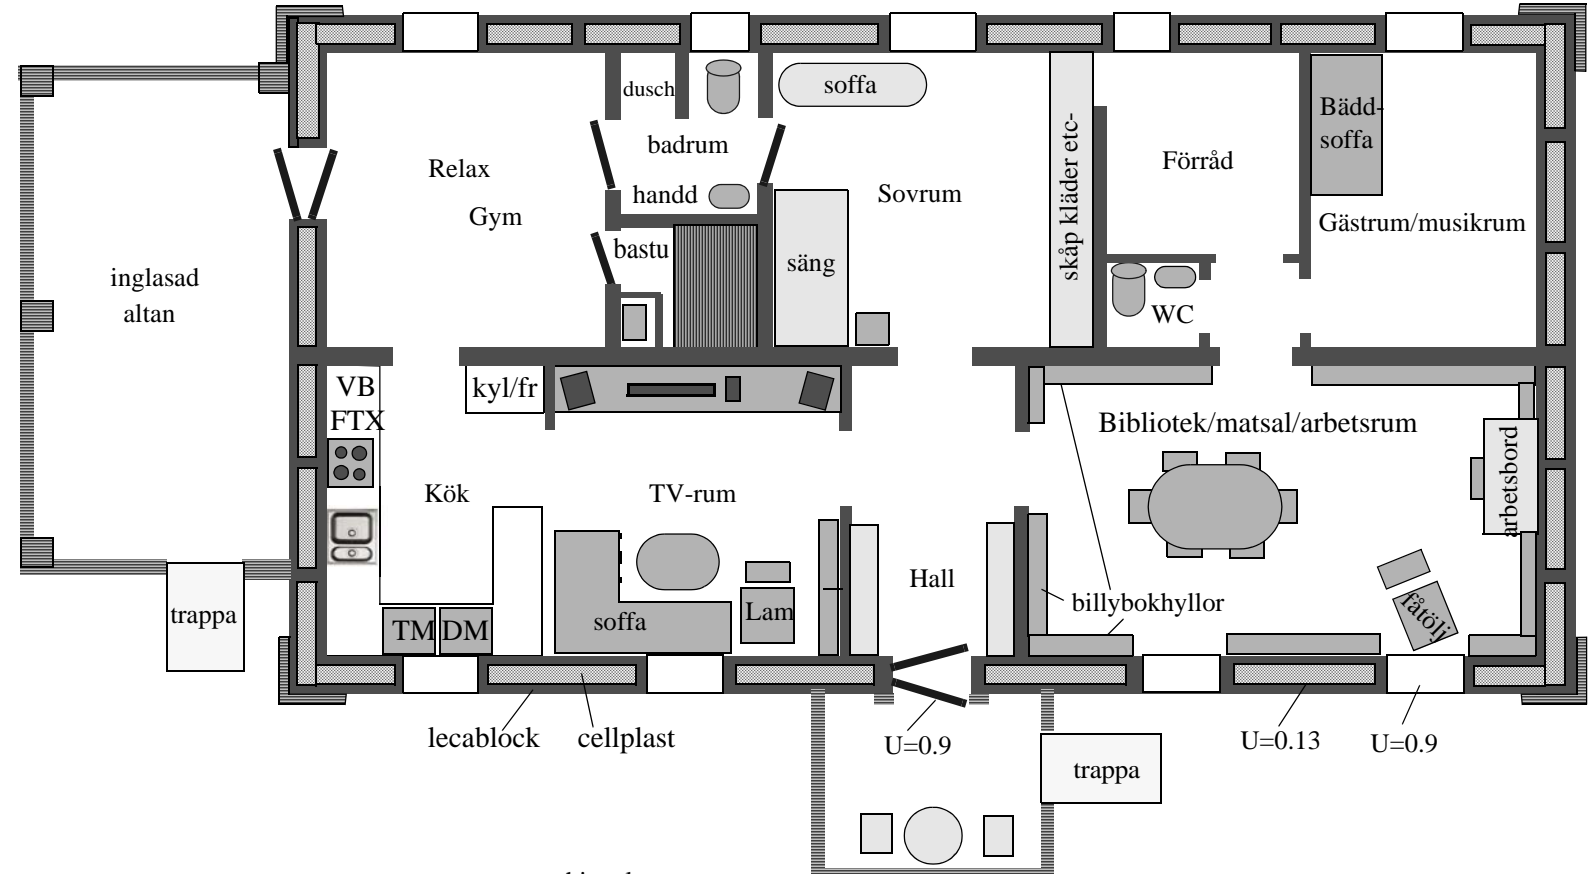 soffa
dusch
Bädd-
soffa
badrum
Relax
Förråd
handd
Sovrum
skåp kläder etc-
Gym
Gästrum/musikrum
bastu
säng
inglasad
altan
WC
VB
FTX
kyl/fr
Bibliotek/matsal/arbetsrum
arbetsbord
Kök
TV-rum
Hall
billybokhyllor
fåtölj
trappa
TM
DM
soffa
Lam
lecablock
cellplast
U=0.9
U=0.13
U=0.9
trappa